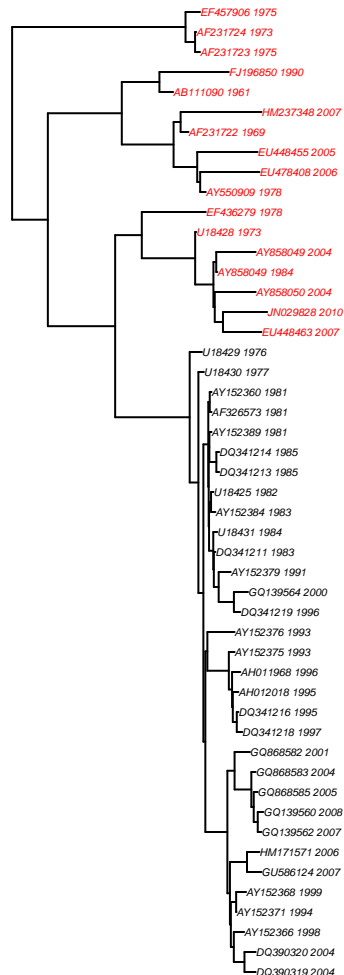 EF457906 1975
AF231724 1973
AF231723 1975
FJ196850 1990
AB111090 1961
HM237348 2007
AF231722 1969
EU448455 2005
EU478408 2006
AY550909 1978
EF436279 1978
U18428 1973
AY858049 2004
AY858049 1984
AY858050 2004
JN029828 2010
EU448463 2007
U18429 1976
U18430 1977
AY152360 1981
AF326573 1981
AY152389 1981
DQ341214 1985
DQ341213 1985
U18425 1982
AY152384 1983
U18431 1984
DQ341211 1983
AY152379 1991
GQ139564 2000
DQ341219 1996
AY152376 1993
AY152375 1993
AH011968 1996
AH012018 1995
DQ341216 1995
DQ341218 1997
GQ868582 2001
GQ868583 2004
GQ868585 2005
GQ139560 2008
GQ139562 2007
HM171571 2006
GU586124 2007
AY152368 1999
AY152371 1994
AY152366 1998
DQ390320 2004
DQ390319 2004